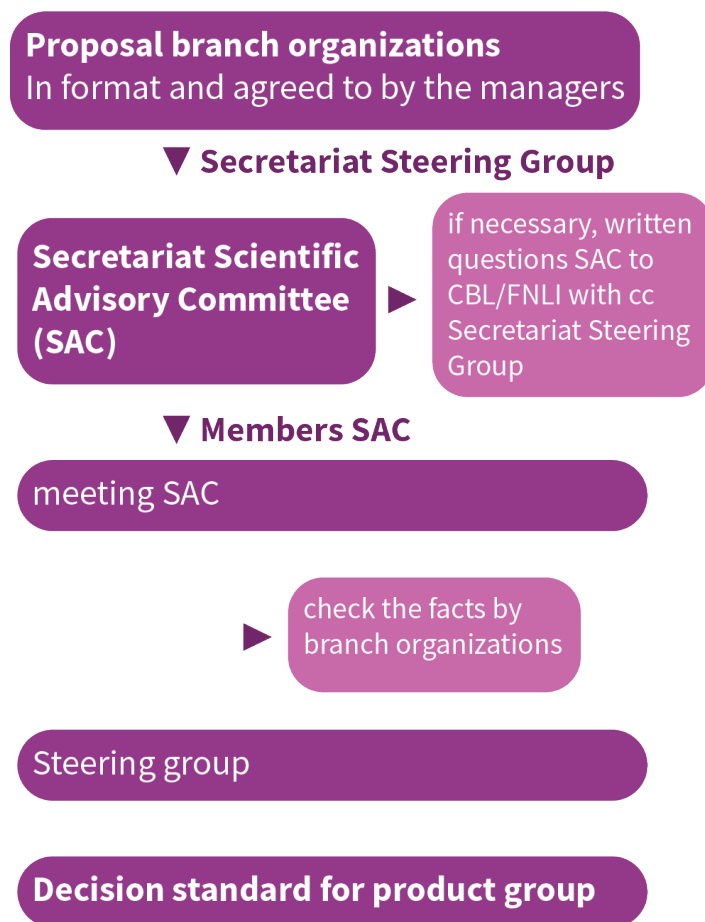 Proposal branch organizations
In format and agreed to by the managers
Secretariat Steering Group
Secretariat Scientific
Advisory Committee
(SAC)
if necessary, written
questions SAC to
CBL/FNLI with cc
Secretariat Steering
Group
Members SAC
meeting SAC
check the facts by
branch organizations
Steering group
Decision standard for product group